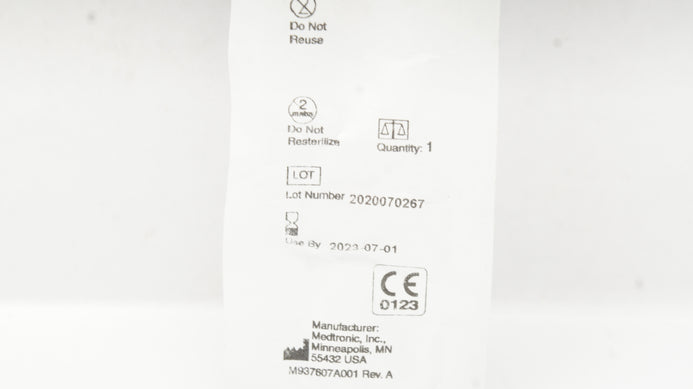 Do Not
Reuse
2
Do Not
Resterilize
Quantity: 1
LOT
Lot Number 2020070267
Use By 2023-07-01
CE
0123
Manufacturer:
Medtronic, Inc.,
Minneapolis, MN
55432 USA
M937607A001 Rev. A